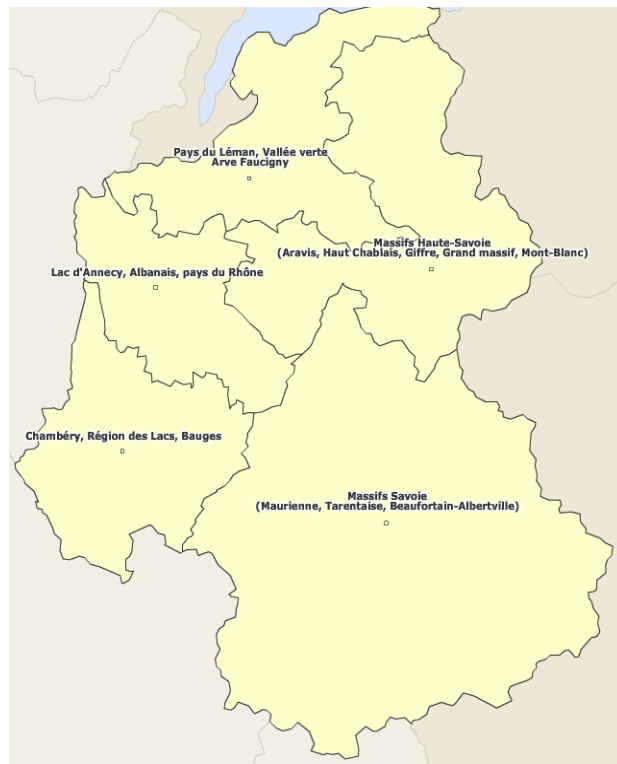 Pays du Léman, Vallée verte
Arve Faucigny
Massifs Haute-Savoie
(Aravis, Haut Chablais, Giffre, Grand massif, Mont-Blanc)
Lac d'Annecy, Albanais, pays du Rhône
Chambéry, Région des Lacs, Bauges
Massifs Savoie
(Maurienne, Tarentaise, Beaufortain-Albertville)